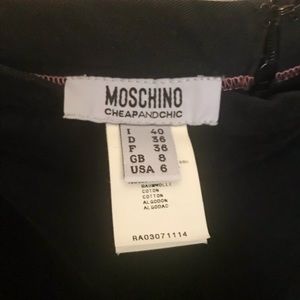 MOSCHINO
CHEAPANDCHIC
I 40
D 36
F 36
GB 8
USA 6
BAUMWOLLE
COTON
COTTON
ALGODON
ALGODAO
RA03071114